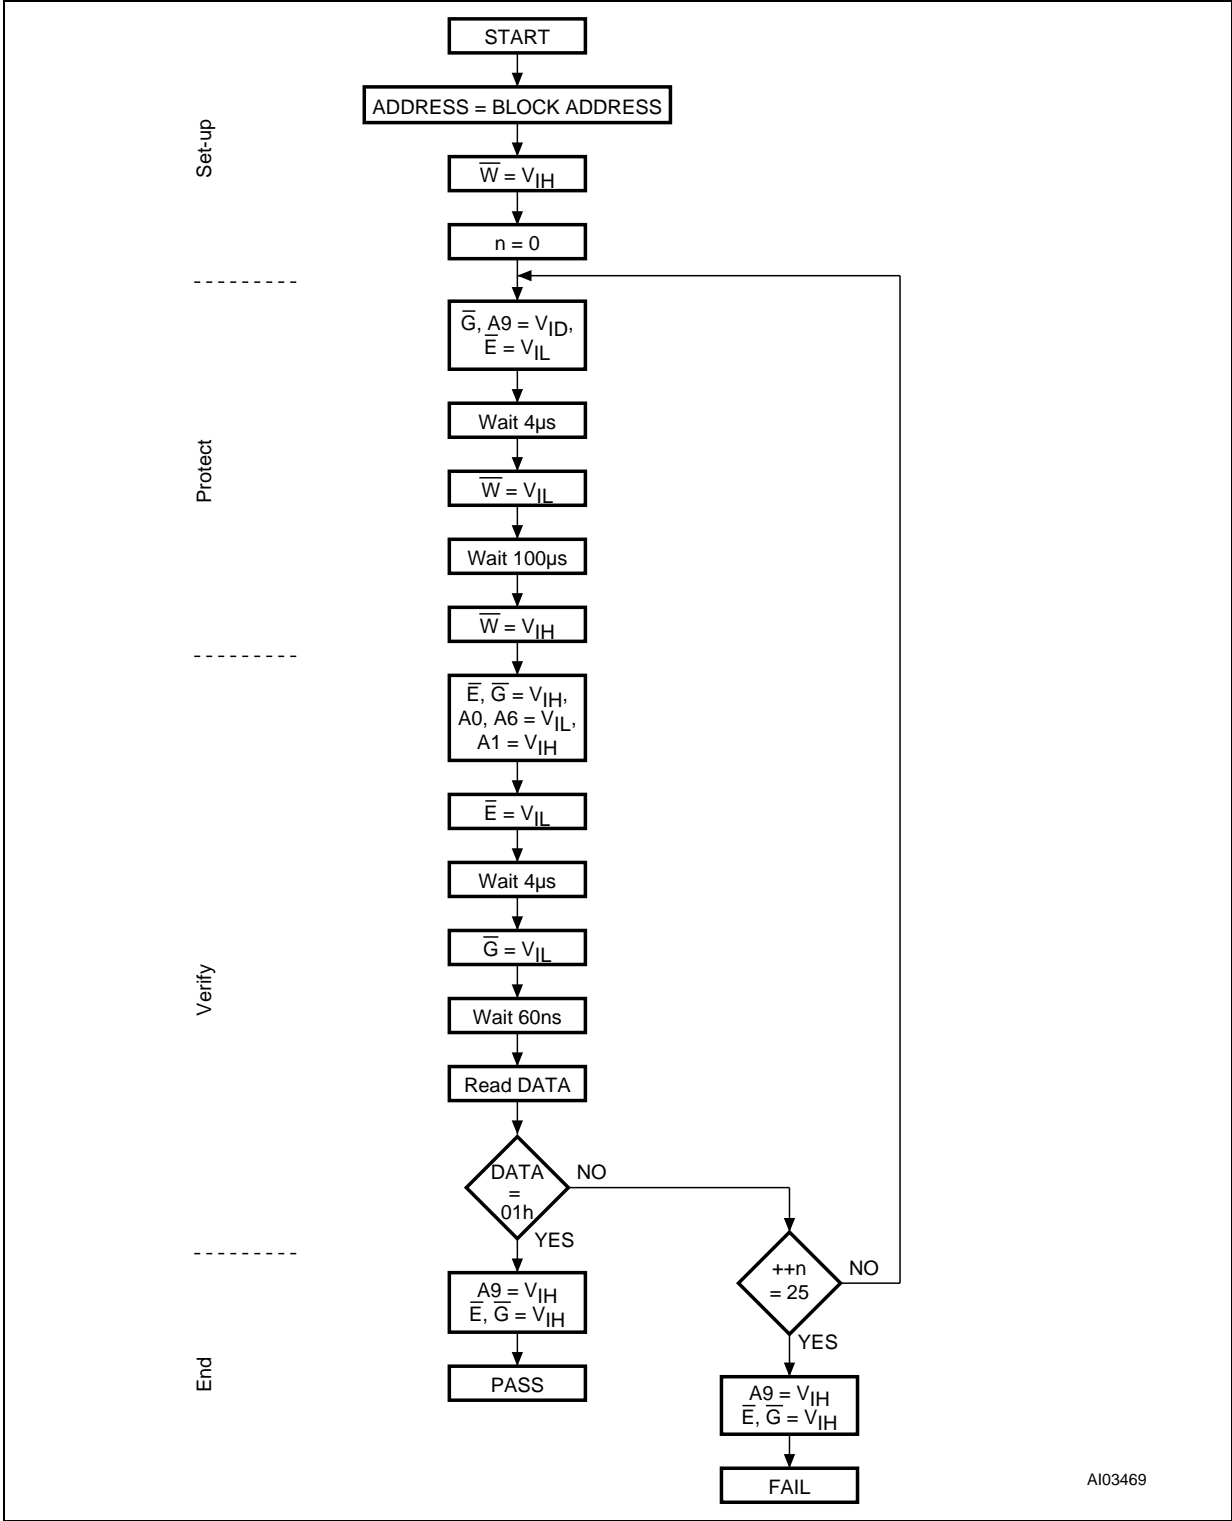 START
ADDRESS = BLOCK ADDRESS
Set-up
W̅ = VIH
n = 0
G̅, A9 = VID,
E̅ = VIL
Wait 4µs
Protect
W̅ = VIL
Wait 100µs
W̅ = VIH
E̅, G̅ = VIH,
A0, A6 = VIL,
A1 = VIH
E̅ = VIL
Wait 4µs
G̅ = VIL
Verify
Wait 60ns
Read DATA
DATA
=
01h
NO
YES
++n
= 25
NO
YES
A9 = VIH
E̅, G̅ = VIH
End
PASS
A9 = VIH
E̅, G̅ = VIH
FAIL
AI03469